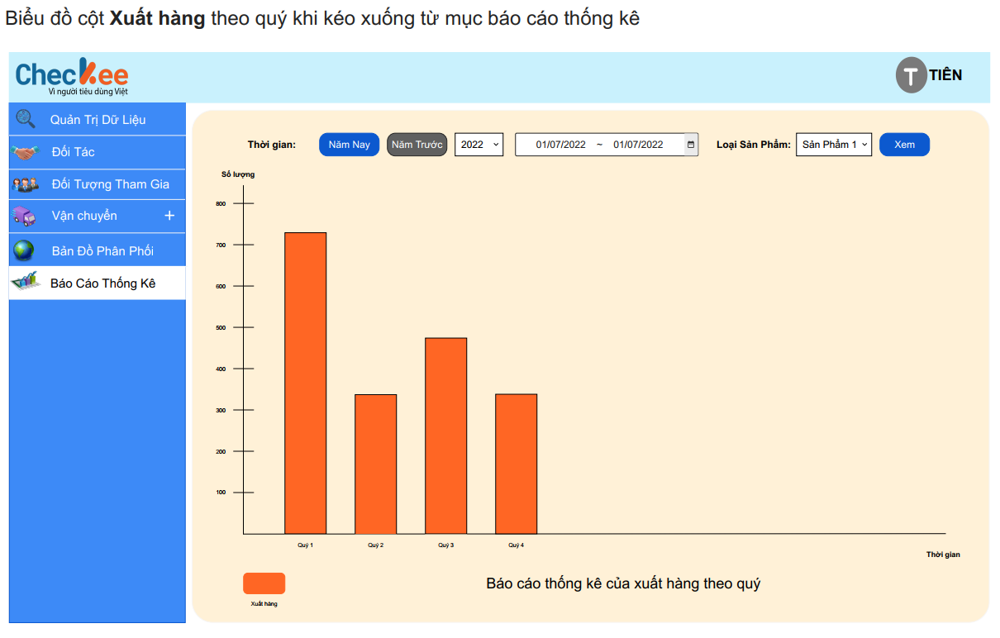 Biểu đồ cột Xuất hàng theo quý khi kéo xuống từ mục báo cáo thống kê
Checkee
Vì người tiêu dùng Việt
T TIÊN
Quản Trị Dữ Liệu
Đối Tác
Đối Tượng Tham Gia
Vận chuyển +
Bản Đồ Phân Phối
Báo Cáo Thống Kê
Thời gian: Năm Nay Năm Trước 2022 01/07/2022 ~ 01/07/2022 Loại Sản Phẩm: Sản Phẩm 1 Xem
Số lượng
800
700
600
500
400
300
200
100
Quý 1 Quý 2 Quý 3 Quý 4
Thời gian
Báo cáo thống kê của xuất hàng theo quý
Xuất hàng